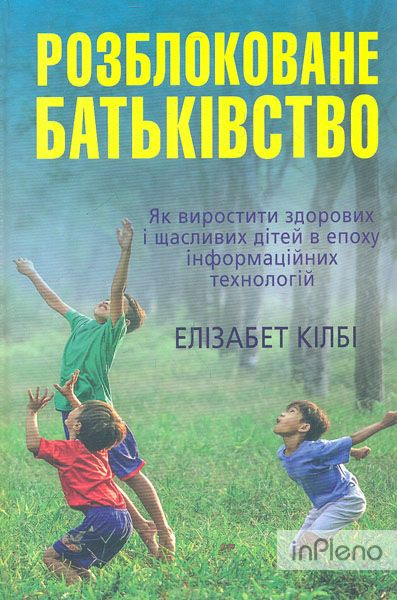 РОЗБЛОКОВАНЕ
БАТЬКІВСТВО
Як виростити здорових
і щасливих дітей в епоху
інформаційних
технологій
ЕЛІЗАБЕТ КІЛБІ
inPleno